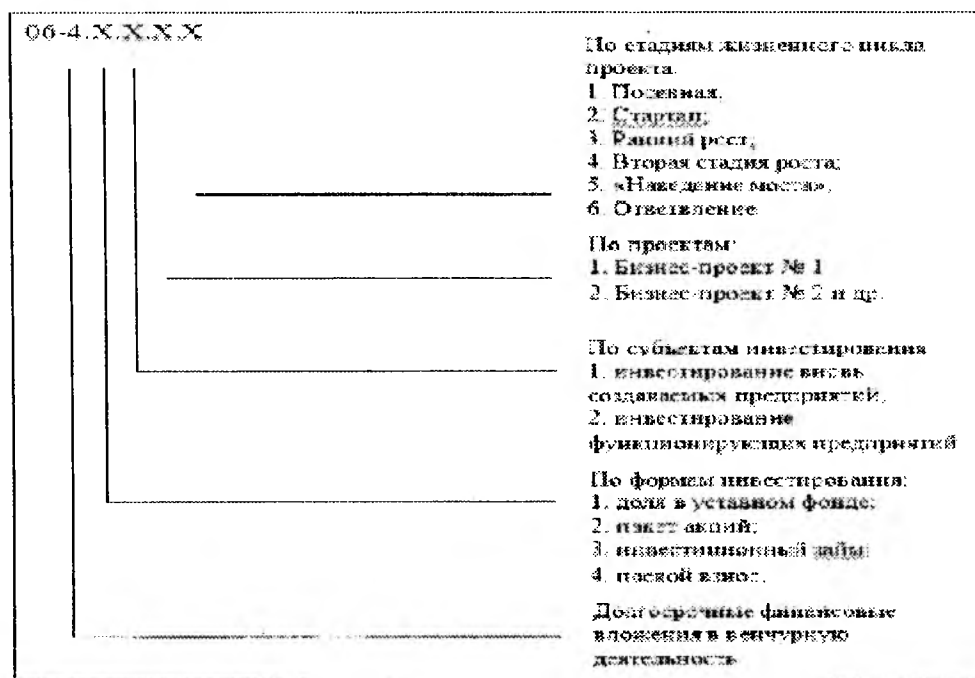 06-4.X.X.X.X
По стадиям жизненного цикла
проекта:
1. Посевная;
2. Стартап;
3. Ранний рост;
4. Вторая стадия роста;
5. «Наведение моста»;
6. Ответвление
По проектам:
1. Бизнес-проект № 1
2. Бизнес-проект № 2 и др.
По субъектам инвестирования
1. инвестирование вновь
создаваемых предприятий;
2. инвестирование
функционирующих предприятий
По формам инвестирования:
1. доля в уставном фонде;
2. пакет акций;
3. инвестиционный займы
4. паевой взнос.
Долгосрочные финансовые
вложения в венчурную
деятельность